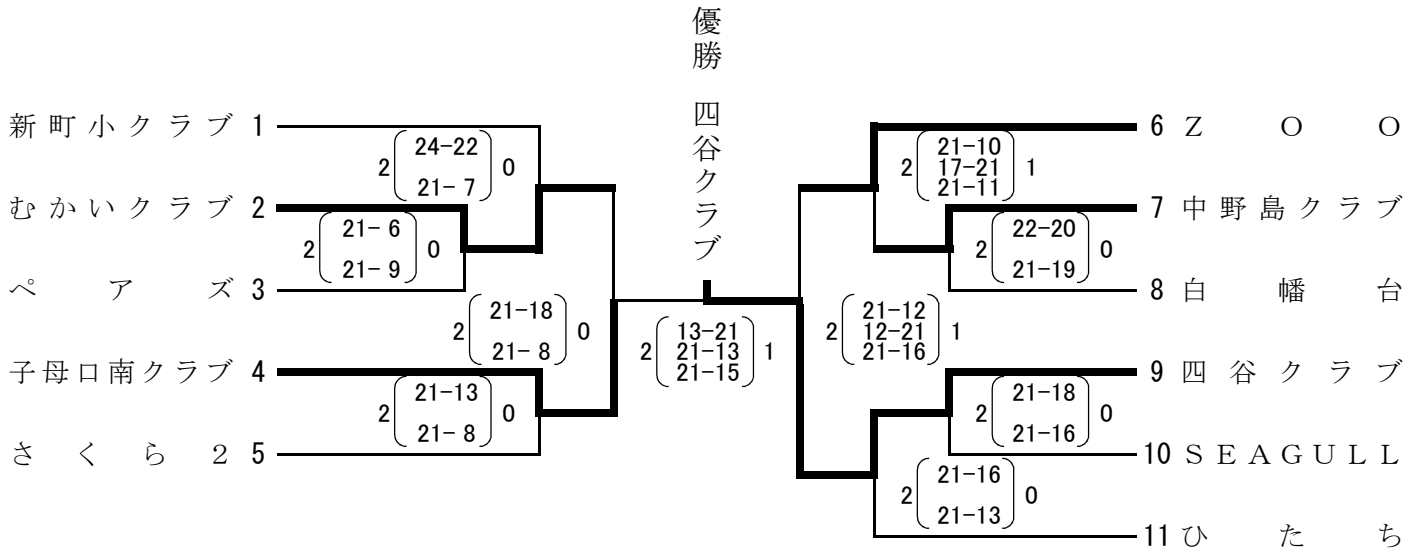 優勝 四谷クラブ
新町小クラブ 1
2 24-22 0
21- 7
むかいクラブ 2
2 21- 6 0
21- 9
ペアズ 3
2 21-18 0
21- 8
子母口南クラブ 4
2 21-13 0
21- 8
さくら2 5
2 13-21 1
21-13
21-15
6 ZOO
2 21-10 1
17-21
21-11
7 中野島クラブ
2 22-20 0
21-19
8 白幡台
2 21-12 1
12-21
21-16
9 四谷クラブ
2 21-18 0
21-16
10 SEAGULL
2 21-16 0
21-13
11 ひたち